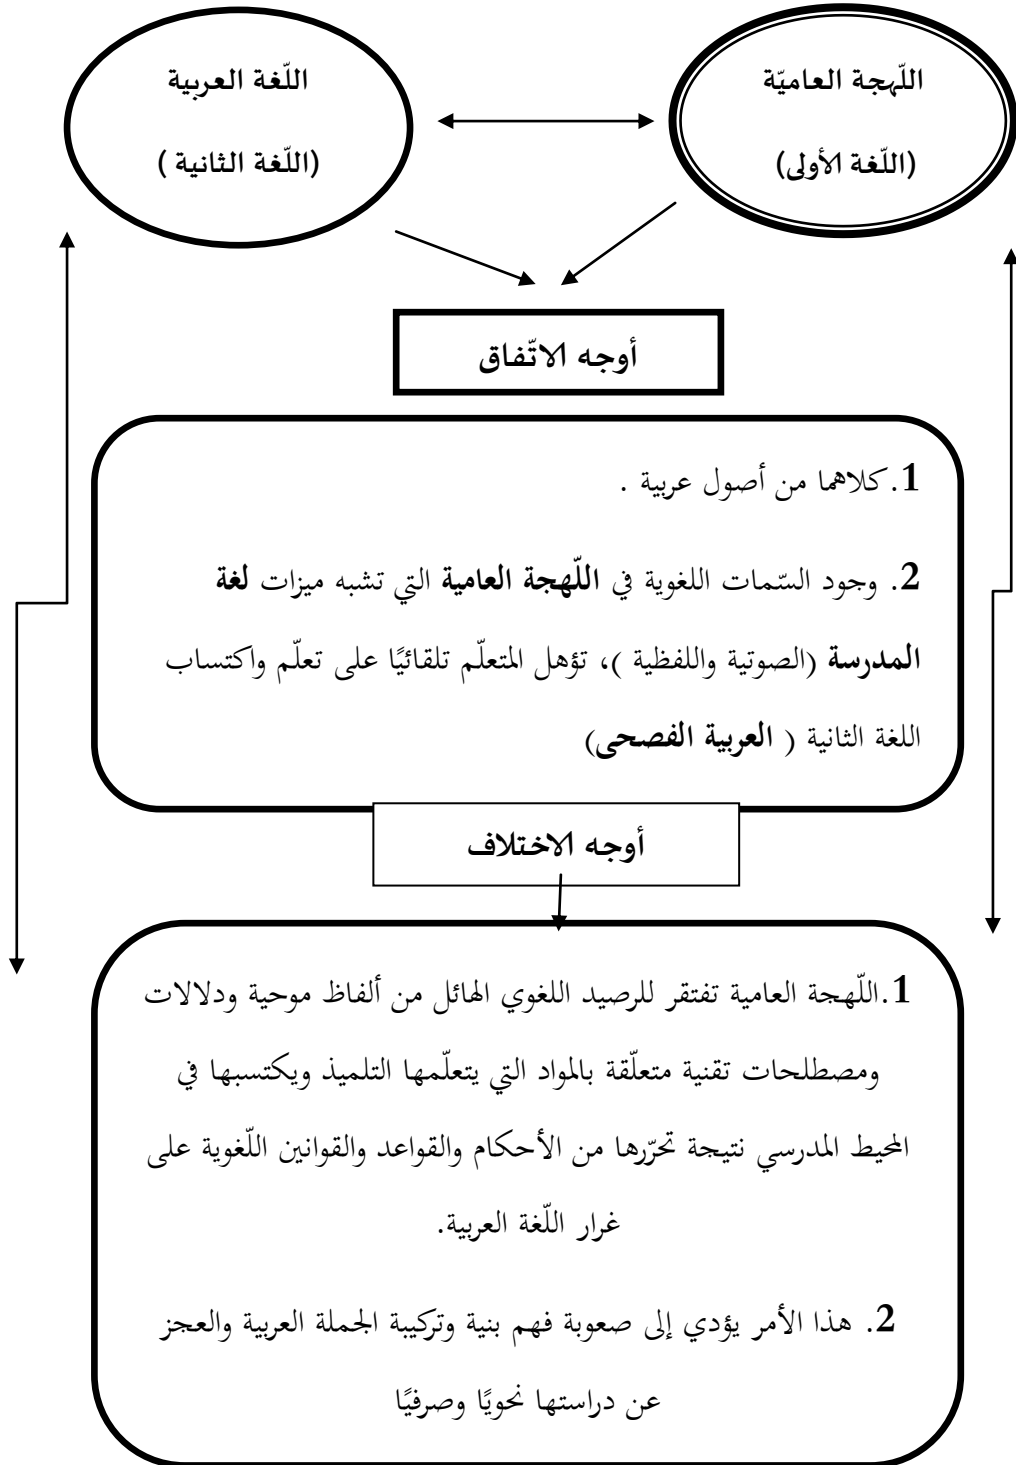 اللّهجة العاميّة
(اللّغة الأولى)
اللّغة العربية
(اللّغة الثانية )
أوجه الاتّفاق
1.كلاهما من أصول عربية .
2. وجود السّمات اللغوية في اللّهجة العامية التي تشبه ميزات لغة
المدرسة (الصوتية واللفظية )، تؤهل المتعلّم تلقائيًا على تعلّم واكتساب
اللغة الثانية ( العربية الفصحى)
أوجه الاختلاف
1.اللّهجة العامية تفتقر للرصيد اللغوي الهائل من ألفاظ موحية ودلالات
ومصطلحات تقنية متعلّقة بالمواد التي يتعلّمها التلميذ ويكتسبها في
المحيط المدرسي نتيجة تحرّرها من الأحكام والقواعد والقوانين اللّغوية على
غرار اللّغة العربية.
2. هذا الأمر يؤدي إلى صعوبة فهم بنية وتركيبة الجملة العربية والعجز
عن دراستها نحويًا وصرفيًا